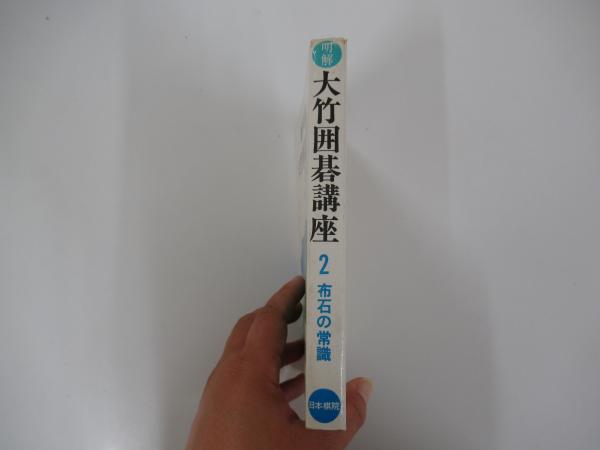 明解
大竹囲碁講座
2
布石の常識
日本棋院